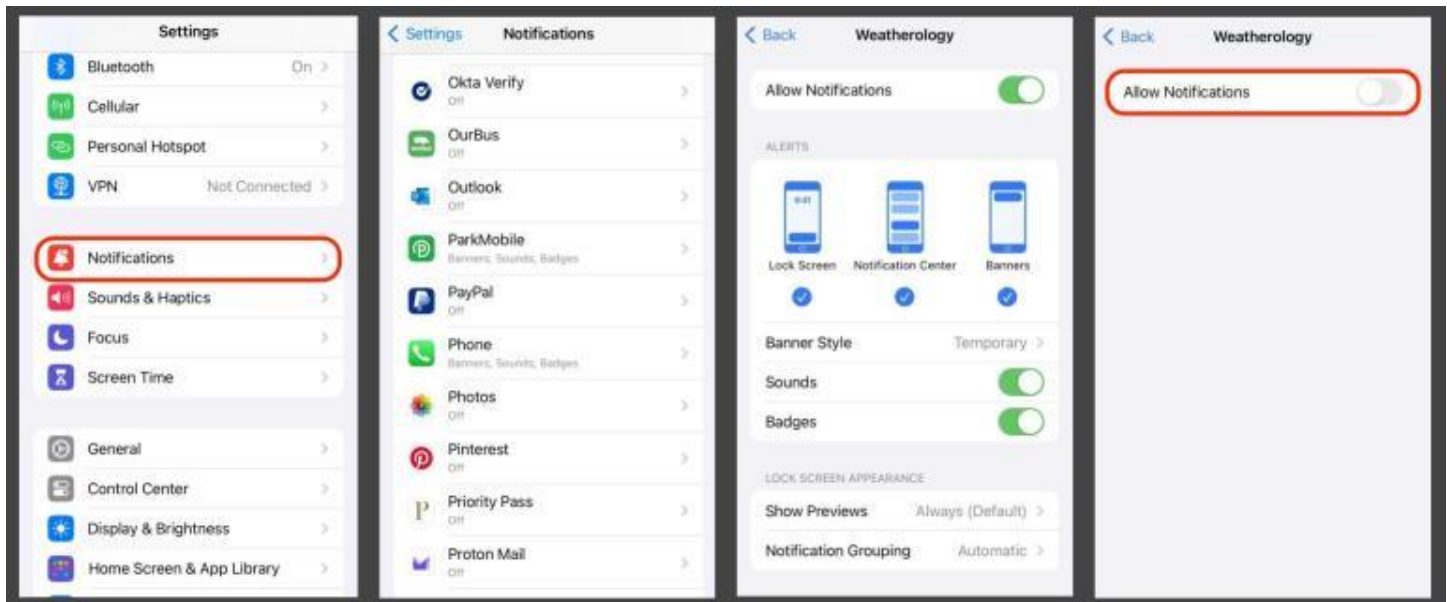 Settings
Bluetooth On
Cellular
Personal Hotspot
VPN Not Connected
Notifications
Sounds & Haptics
Focus
Screen Time
General
Control Center
Display & Brightness
Home Screen & App Library
Settings Notifications
Okta Verify
Off
OurBus
Off
Outlook
Off
ParkMobile
Banners, Sounds, Badges
PayPal
Off
Phone
Banners, Sounds, Badges
Photos
Off
Pinterest
Off
Priority Pass
Off
Proton Mail
Off
Back Weatherology
Allow Notifications
ALERTS
9:41
Lock Screen Notification Center Banners
Banner Style Temporary
Sounds
Badges
LOCK SCREEN APPEARANCE
Show Previews Always (Default)
Notification Grouping Automatic
Back Weatherology
Allow Notifications